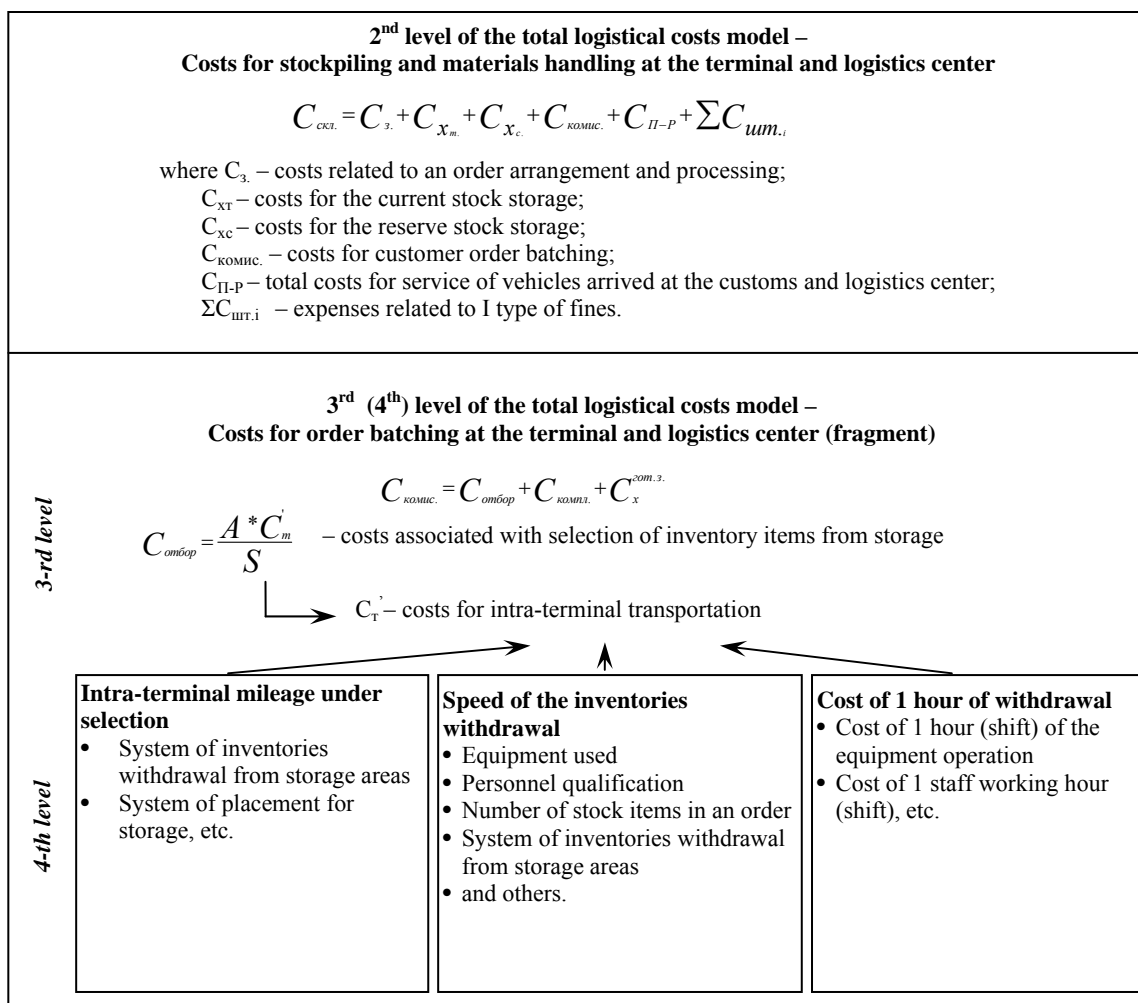 2nd level of the total logistical costs model –
Costs for stockpiling and materials handling at the terminal and logistics center
Cскл. = Cз. + Cxт. + Cxс. + Cкомис. + CП–Р + ∑Cшт.i
where Cз. – costs related to an order arrangement and processing;
Cхт – costs for the current stock storage;
Cхс – costs for the reserve stock storage;
Cкомис. – costs for customer order batching;
CП-Р – total costs for service of vehicles arrived at the customs and logistics center;
ΣCшт.i – expenses related to I type of fines.
3rd (4th) level of the total logistical costs model –
Costs for order batching at the terminal and logistics center (fragment)
Cкомис. = Cотбор + Cкомпл. + Cxгот.з.
Cотбор = A * C'т / S – costs associated with selection of inventory items from storage
Cт' – costs for intra-terminal transportation
3-rd level
4-th level
Intra-terminal mileage under
selection
• System of inventories
withdrawal from storage areas
• System of placement for
storage, etc.
Speed of the inventories
withdrawal
• Equipment used
• Personnel qualification
• Number of stock items in an order
• System of inventories withdrawal
from storage areas
• and others.
Cost of 1 hour of withdrawal
• Cost of 1 hour (shift) of the
equipment operation
• Cost of 1 staff working hour
(shift), etc.